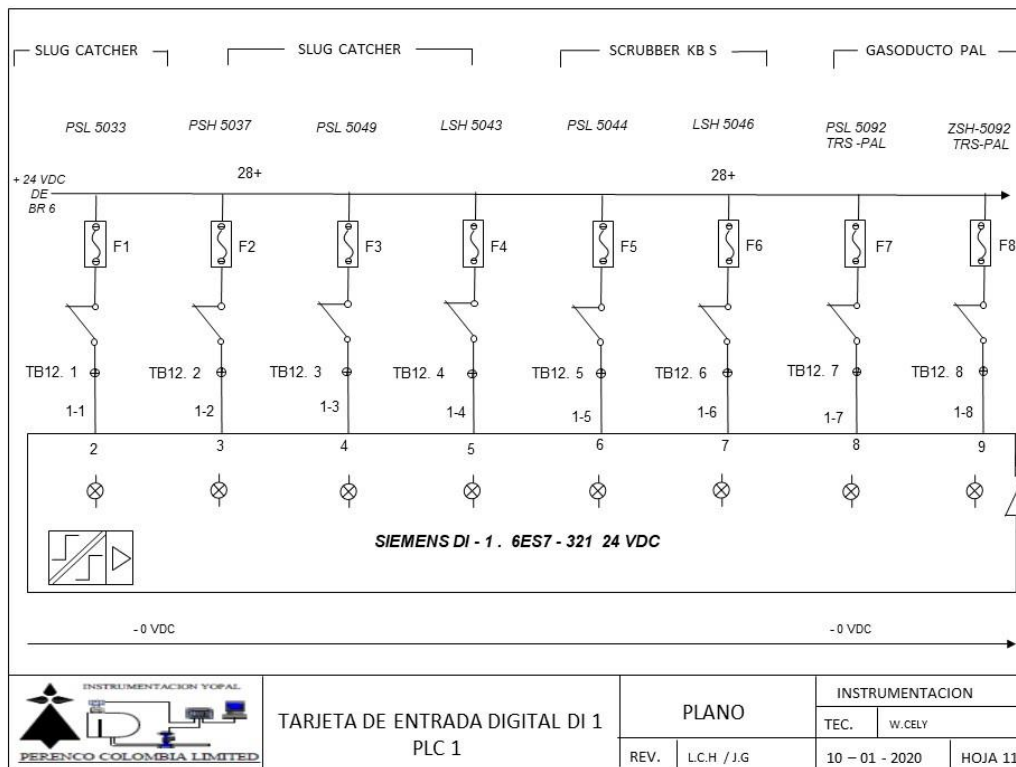 SLUG CATCHER
SLUG CATCHER
SCRUBBER KB S
GASODUCTO PAL
PSL 5033
PSH 5037
PSL 5049
LSH 5043
PSL 5044
LSH 5046
PSL 5092
TRS -PAL
ZSH-5092
TRS-PAL
+ 24 VDC
DE
BR 6
28+
28+
F1
F2
F3
F4
F5
F6
F7
F8
TB12. 1
TB12. 2
TB12. 3
TB12. 4
TB12. 5
TB12. 6
TB12. 7
TB12. 8
1-1
1-2
1-3
1-4
1-5
1-6
1-7
1-8
2
3
4
5
6
7
8
9
SIEMENS DI - 1 . 6ES7 - 321 24 VDC
- 0 VDC
- 0 VDC
INSTRUMENTACION YOPAL
PERENCO COLOMBIA LIMITED
TARJETA DE ENTRADA DIGITAL DI 1
PLC 1
PLANO
REV.
L.C.H / J.G
INSTRUMENTACION
TEC.
W.CELY
10 – 01 - 2020
HOJA 11